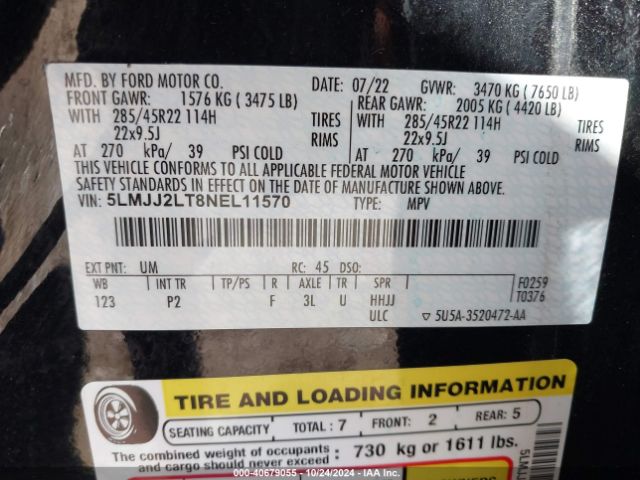 MFD. BY FORD MOTOR CO.
DATE: 07/22 GVWR: 3470 KG ( 7650 LB)
FRONT GAWR: 1576 KG ( 3475 LB)
REAR GAWR: 2005 KG ( 4420 LB)
WITH 285/45R22 114H TIRES
WITH 285/45R22 114H TIRES
22x9.5J RIMS
22x9.5J RIMS
AT 270 kPa/ 39 PSI COLD
AT 270 kPa/ 39 PSI COLD
THIS VEHICLE CONFORMS TO ALL APPLICABLE FEDERAL MOTOR VEHICLE
SAFETY STANDARDS IN EFFECT ON THE DATE OF MANUFACTURE SHOWN ABOVE.
VIN: 5LMJJ2LT8NEL11570 TYPE: MPV
EXT PNT: UM RC: 45 DSO:
WB INT TR TP/PS R AXLE TR SPR F0259
123 P2 F 3L U HHJJ T0376
ULC ▽ 5U5A-3520472-AA
TIRE AND LOADING INFORMATION
SEATING CAPACITY TOTAL : 7 FRONT: 2 REAR: 5
The combined weight of occupants : 730 kg or 1611 lbs.
and cargo should never exceed :
5LMJJ
000-40679055 - 10/24/2024 - IAA Inc.